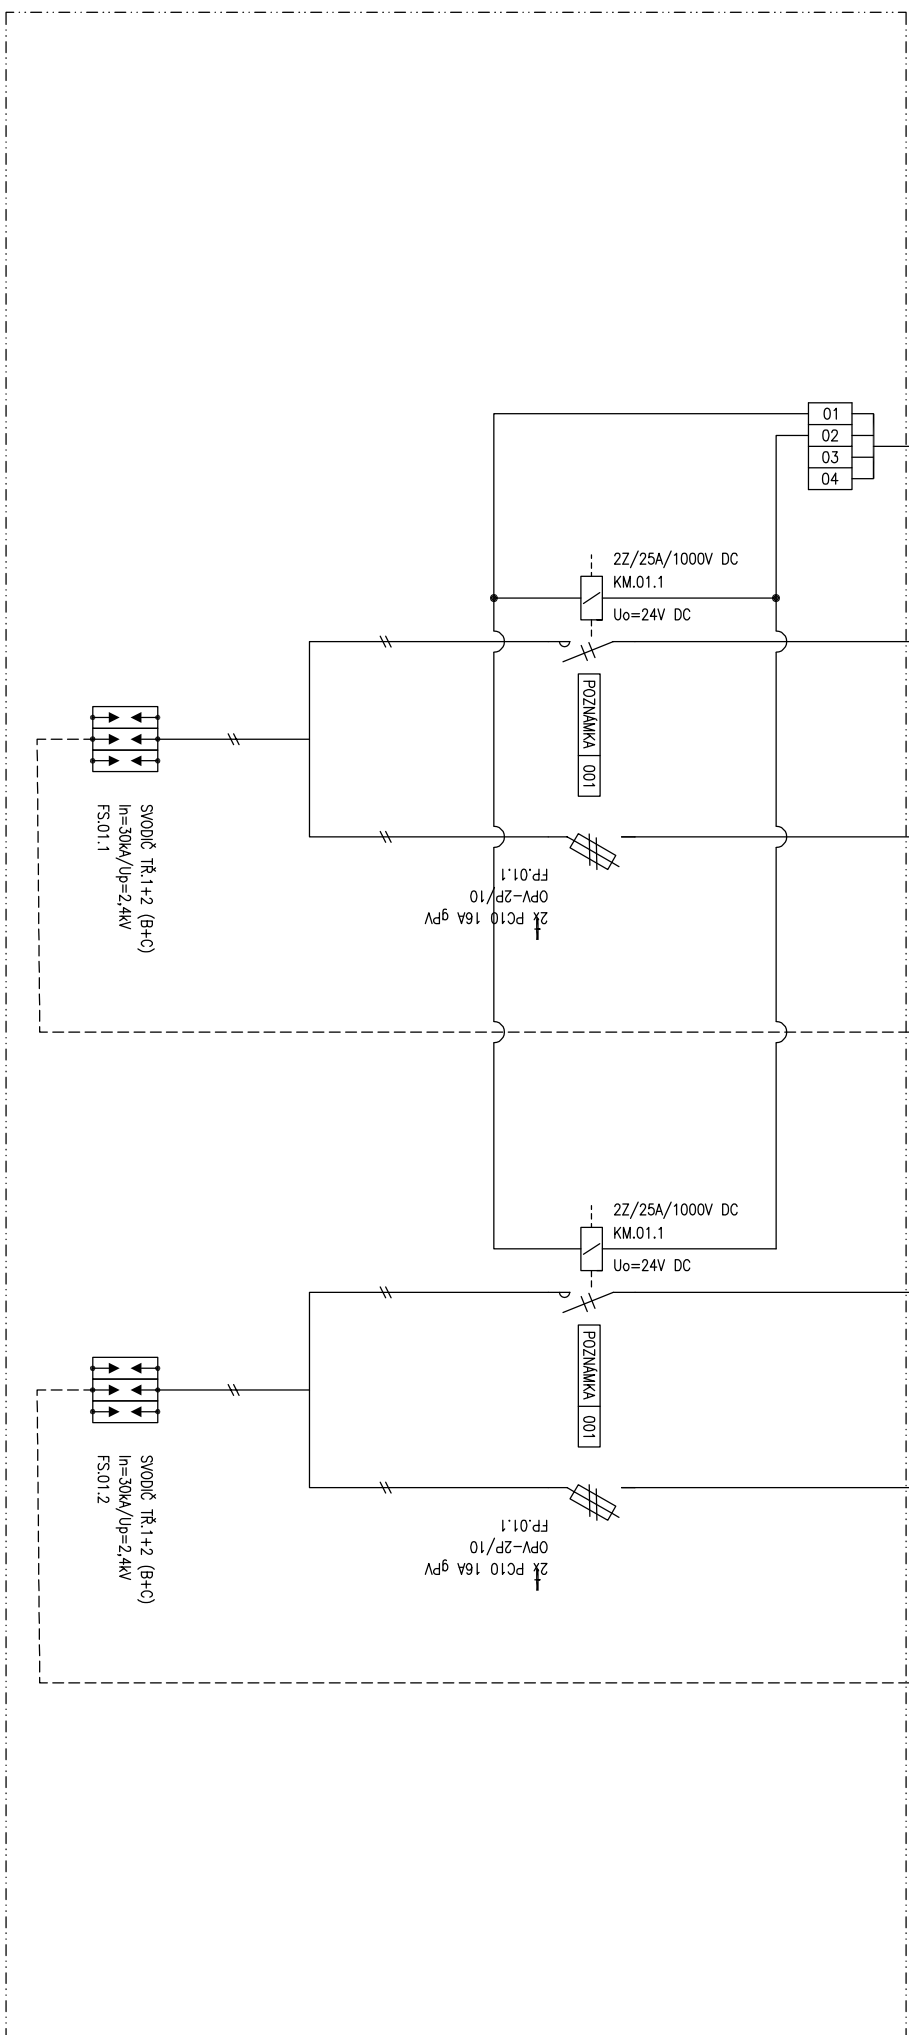 01
02
03
04
2Z/25A/1000V DC
KM.01.1
Uo=24V DC
POZNÁMKA 001
SVODIČ TŘ.1+2 (B+C)
In=30kA/Up=2,4kV
FS.01.1
FP.01.1
OPV-2P/10
2x PC10 16A gPV
2Z/25A/1000V DC
KM.01.1
Uo=24V DC
POZNÁMKA 001
SVODIČ TŘ.1+2 (B+C)
In=30kA/Up=2,4kV
FS.01.2
FP.01.1
OPV-2P/10
2x PC10 16A gPV